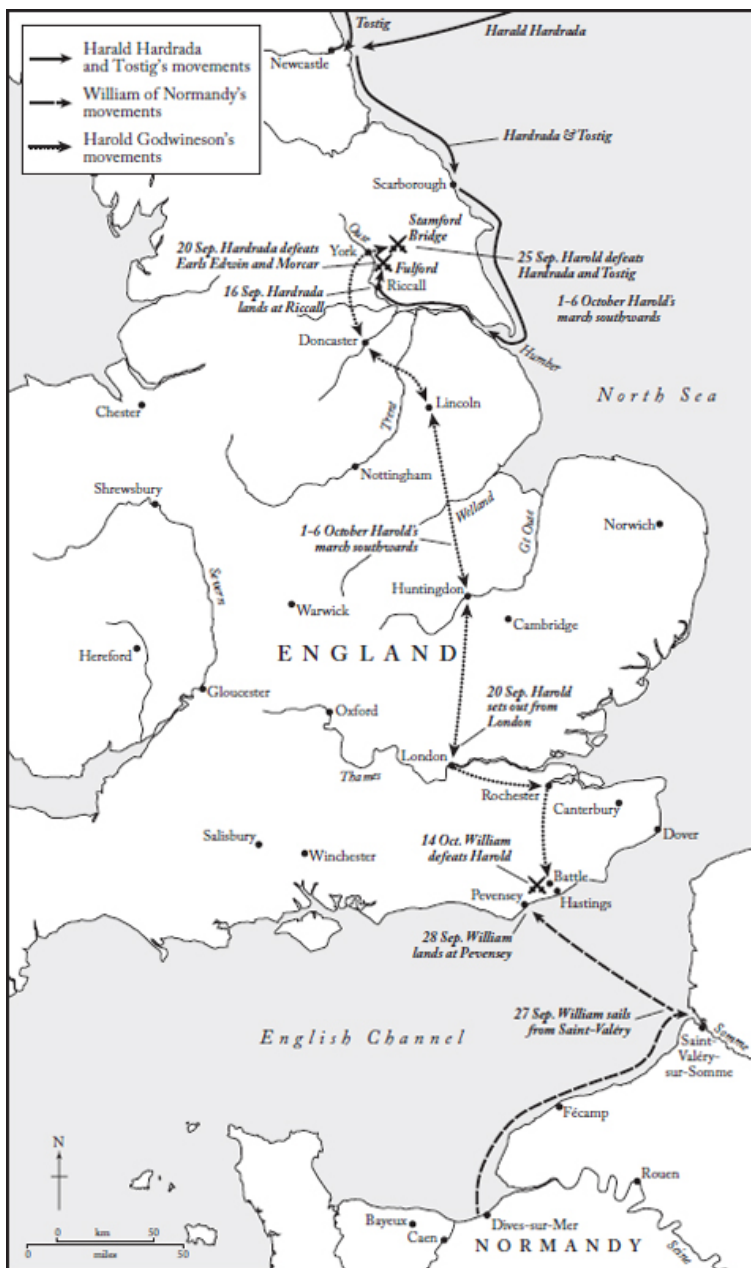 Tostig
Harald Hardrada
Harald Hardrada
and Tostig's movements
William of Normandy's
movements
Harold Godwineson's
movements
Newcastle
Hardrada & Tostig
Scarborough
Stamford
Bridge
Ouse
20 Sep. Hardrada defeats
Earls Edwin and Morcar
York
Fulford
25 Sep. Harold defeats
Hardrada and Tostig
Riccall
16 Sep. Hardrada
lands at Riccall
1–6 October Harold's
march southwards
Doncaster
Humber
North Sea
Chester
Lincoln
Trent
Nottingham
Shrewsbury
Welland
Gt Ouse
Norwich
1–6 October Harold's
march southwards
Severn
Huntingdon
Warwick
Cambridge
Hereford
ENGLAND
Gloucester
20 Sep. Harold
sets out from
London
Oxford
London
Thames
Rochester
Canterbury
Dover
Salisbury
Winchester
14 Oct. William
defeats Harold
Battle
Pevensey
Hastings
28 Sep. William
lands at Pevensey
27 Sep. William sails
from Saint-Valéry
English Channel
Somme
Saint-
Valéry-
sur-Somme
Fécamp
N
Rouen
0 km 50
0 miles 50
Bayeux
Caen
Dives-sur-Mer
NORMANDY
Seine